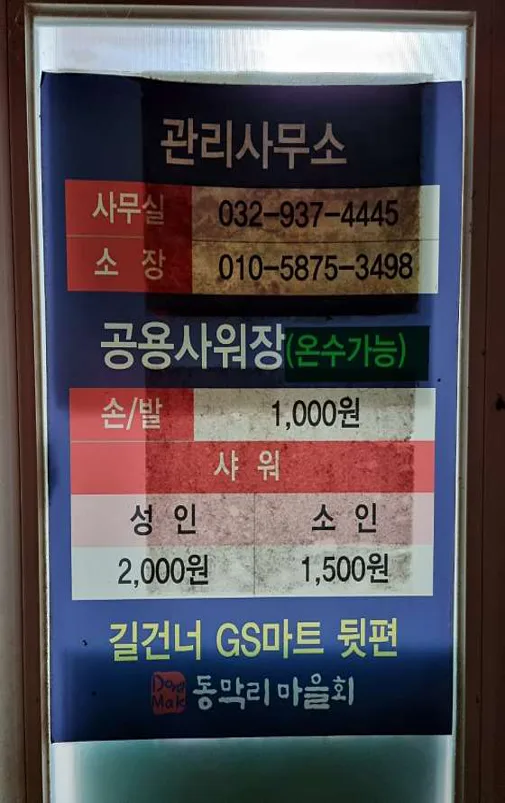 관리사무소
사무실 032-937-4445
소 장 010-5875-3498
공용사워장(온수가능)
손/발 1,000원
샤 워
성 인 소 인
2,000원 1,500원
길건너 GS마트 뒷편
Dong Mak 동막리마을회